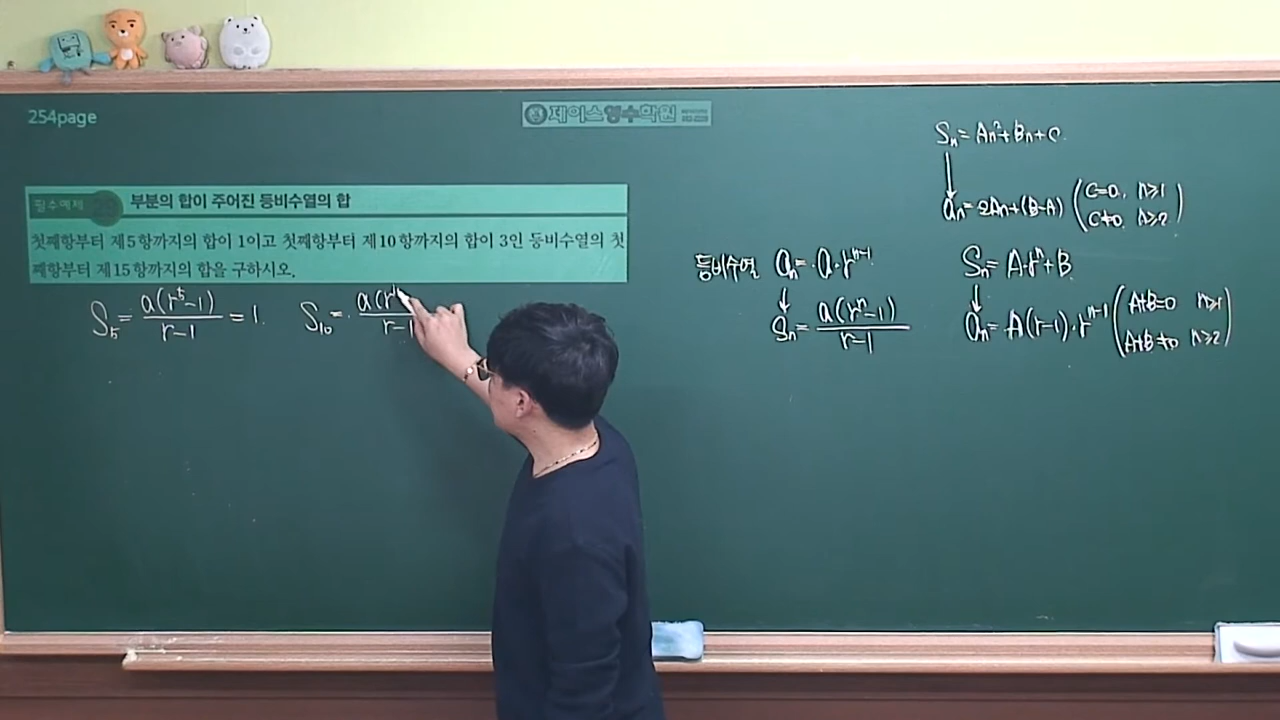 254page
제이스영수학원
필수예제
부분의 합이 주어진 등비수열의 합
첫째항부터 제5항까지의 합이 1이고 첫째항부터 제10항까지의 합이 3인 등비수열의 첫
째항부터 제15항까지의 합을 구하시오.
S₅ = a(r⁵-1)/(r-1) = 1.
S₁₀ = a(r¹
r-1
Sₙ = An²+Bn+C
↓
aₙ = 2An+(B-A) (C=0, n≥1
C≠0 n≥2)
등비수열 aₙ = a·rⁿ⁻¹
↓
Sₙ = a(rⁿ-1)/(r-1)
Sₙ = A·rⁿ+B
↓
aₙ = A(r-1)·rⁿ⁻¹ (A+B=0 n≥1
A+B≠0 n≥2)